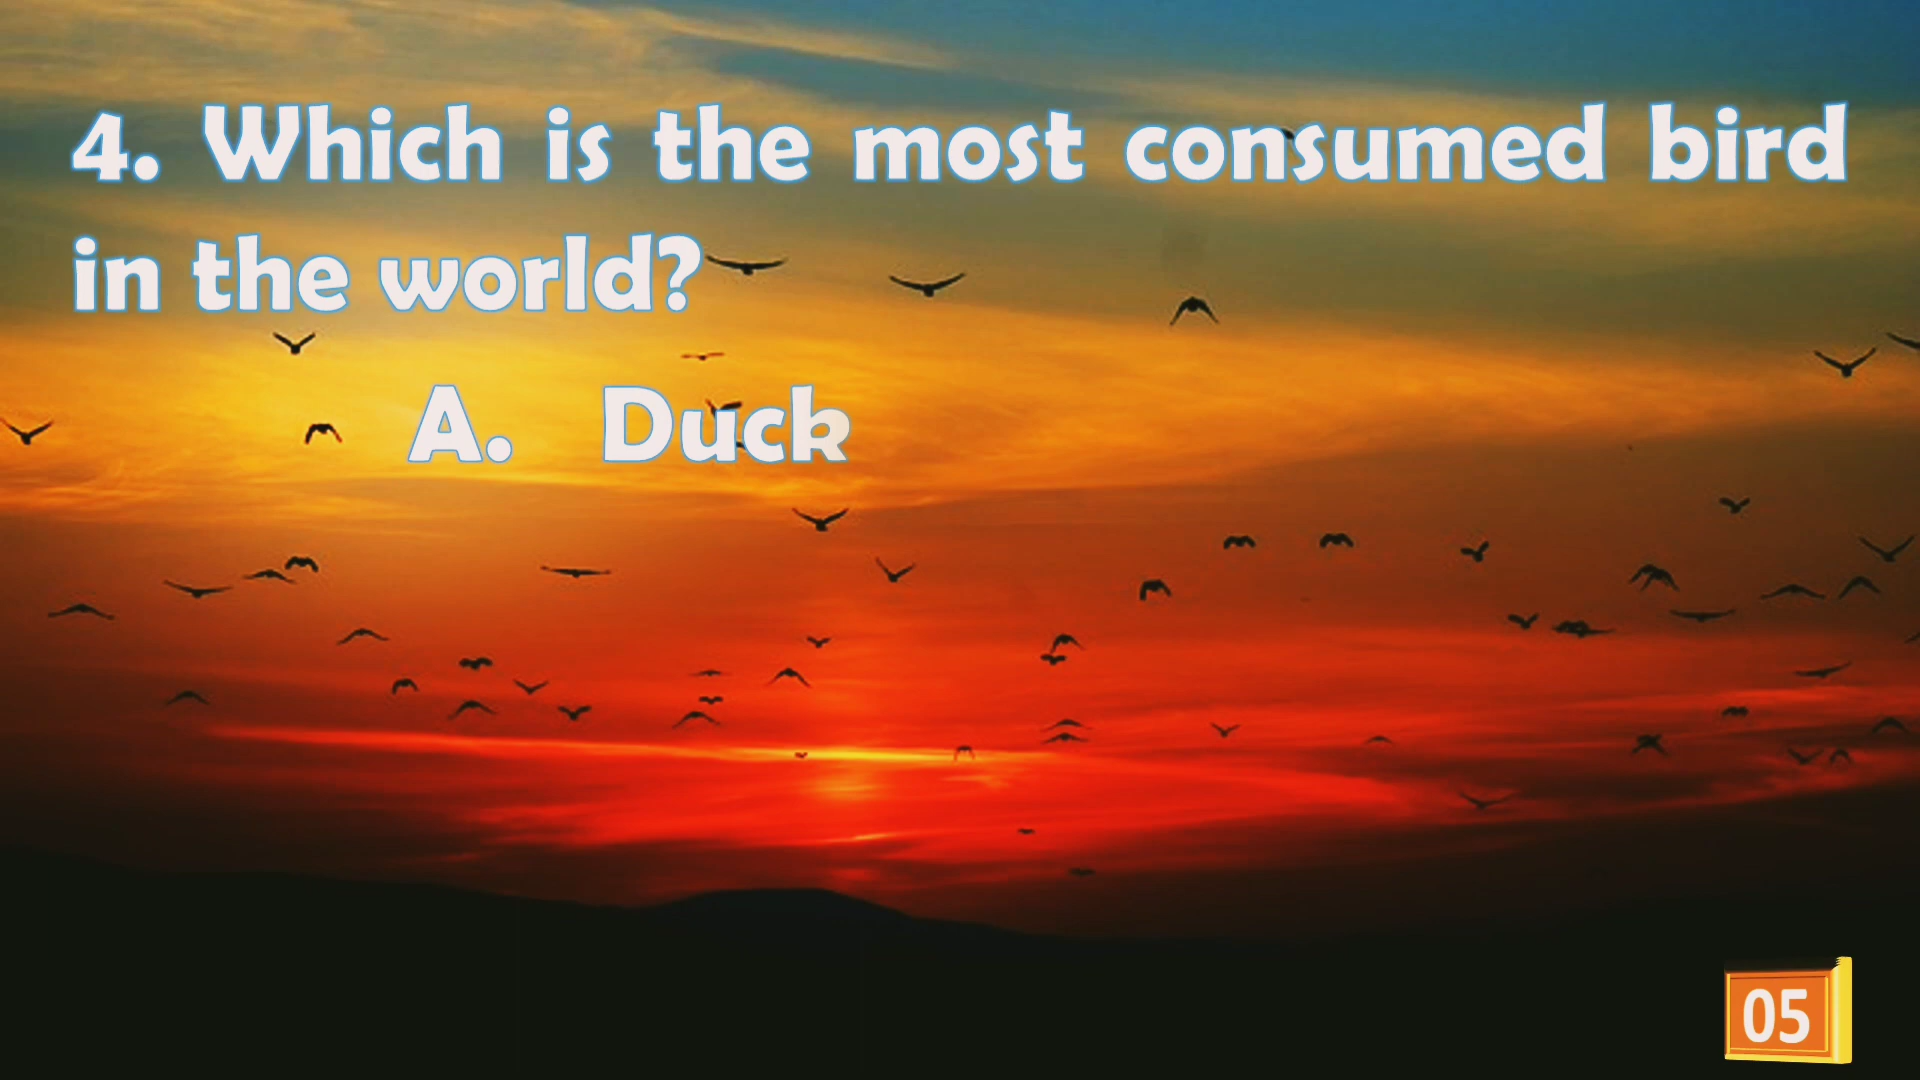 4. Which is the most consumed bird
in the world?
A. Duck
05